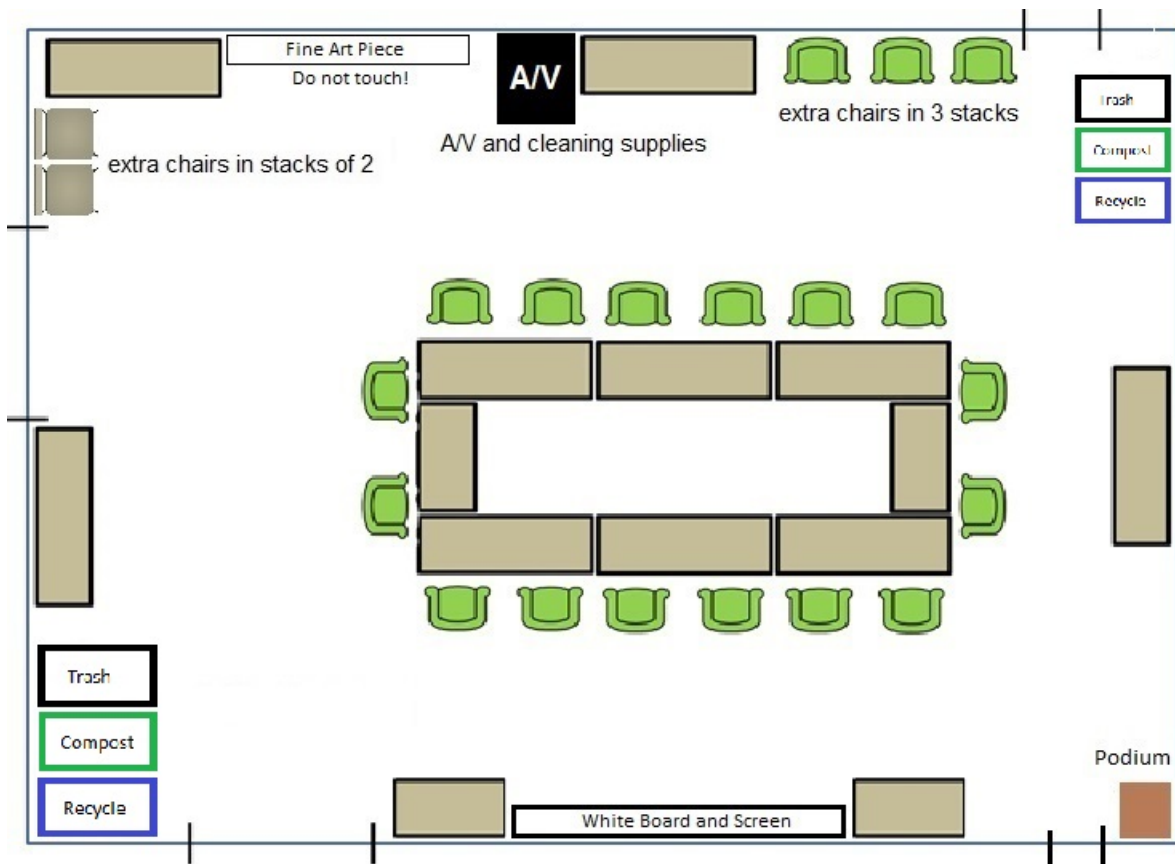 Fine Art Piece
Do not touch!
A/V
A/V and cleaning supplies
extra chairs in 3 stacks
Trash
Compost
Recycle
extra chairs in stacks of 2
Trash
Compost
Recycle
White Board and Screen
Podium